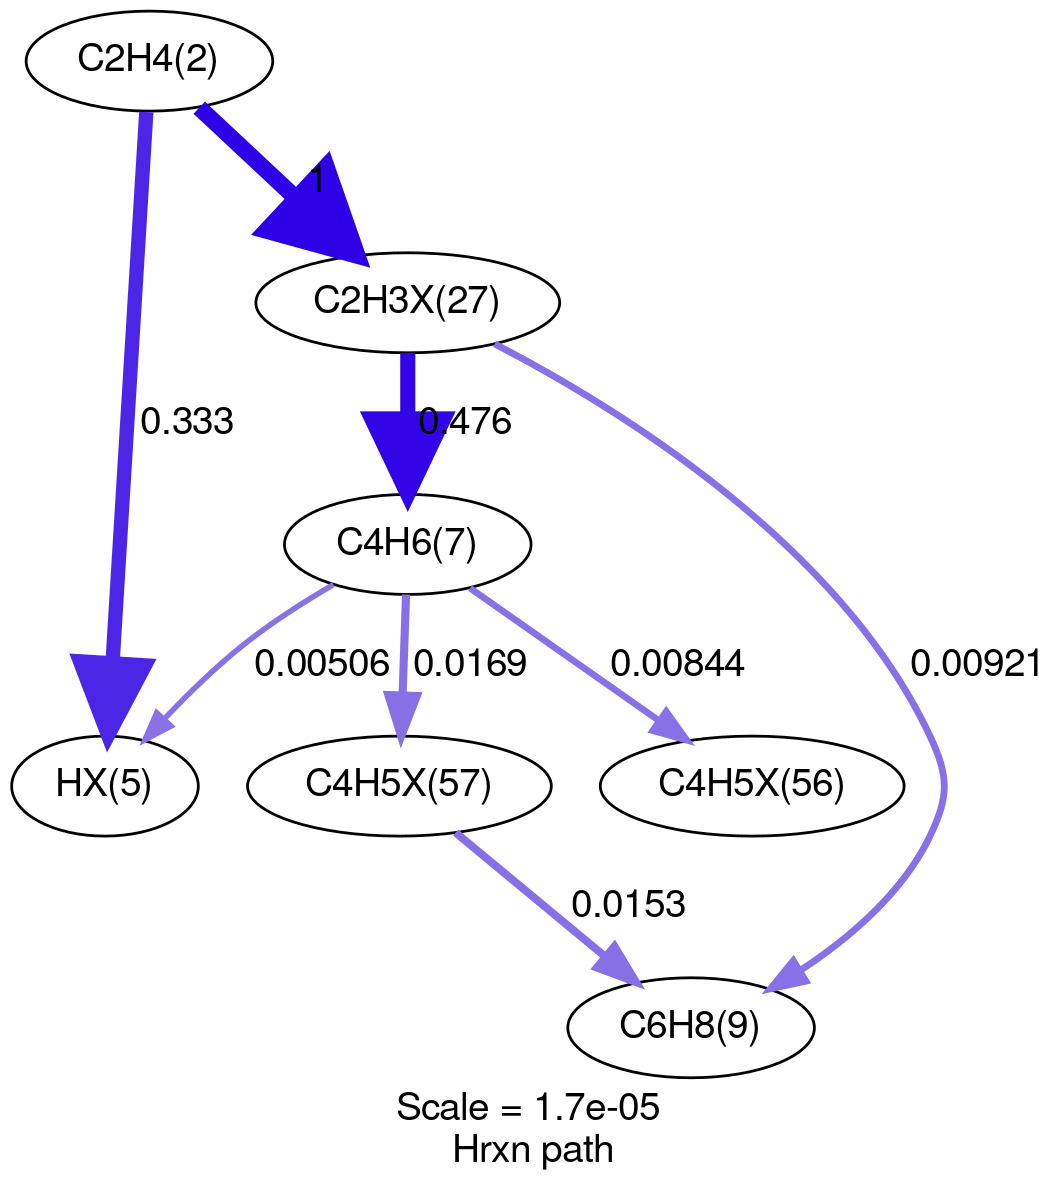 C2H4(2)
1
C2H3X(27)
0.333
0.476
C4H6(7)
0.00506
0.0169
0.00844
0.00921
HX(5)
C4H5X(57)
C4H5X(56)
0.0153
C6H8(9)
Scale = 1.7e-05
Hrxn path